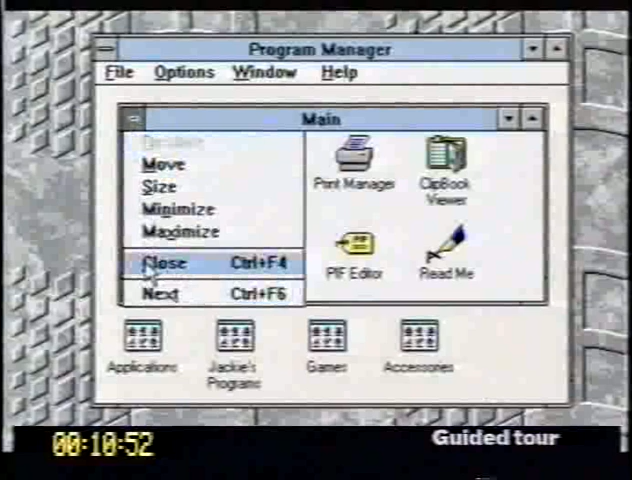 Program Manager
File Options Window Help
Main
Move
Size
Minimize
Maximize
Close Ctrl+F4
Next Ctrl+F6
Print Manager
ClipBook
Viewer
PIF Editor
Read Me
Applications
Jackie's
Programs
Games
Accessories
00:10:52
Guided tour